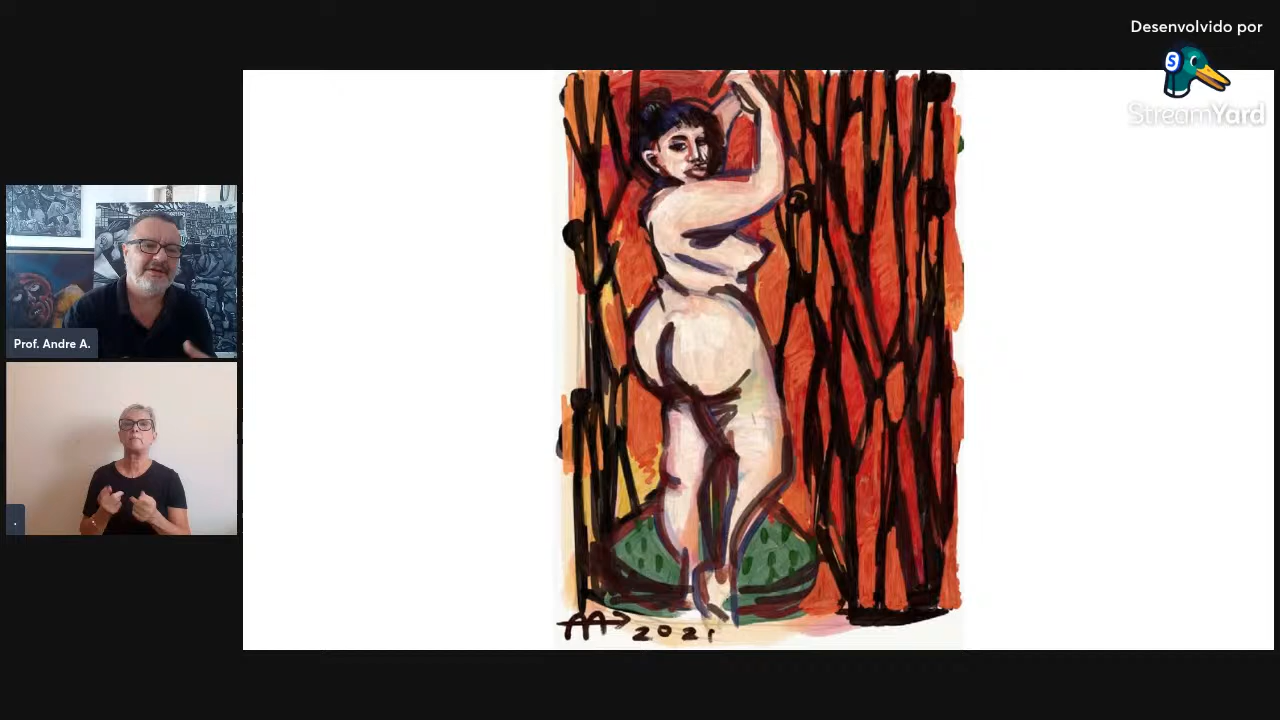 Desenvolvido por
StreamYard
Prof. Andre A.
.
2021